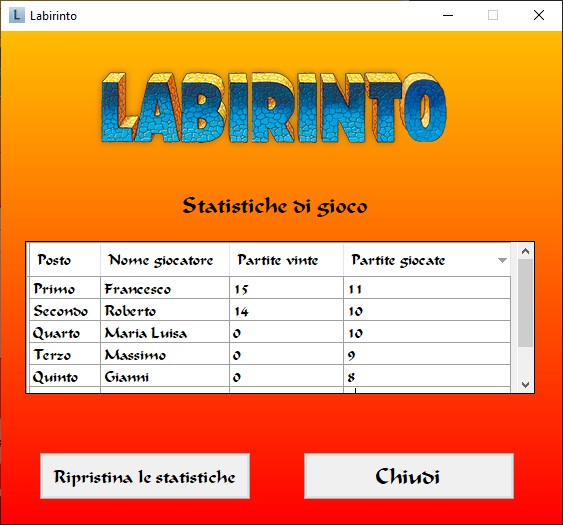 L Labirinto
LABIRINTO
Statistiche di gioco
Posto Nome giocatore Partite vinte Partite giocate
Primo Francesco 15 11
Secondo Roberto 14 10
Quarto Maria Luisa 0 10
Terzo Massimo 0 9
Quinto Gianni 0 8
Ripristina le statistiche Chiudi